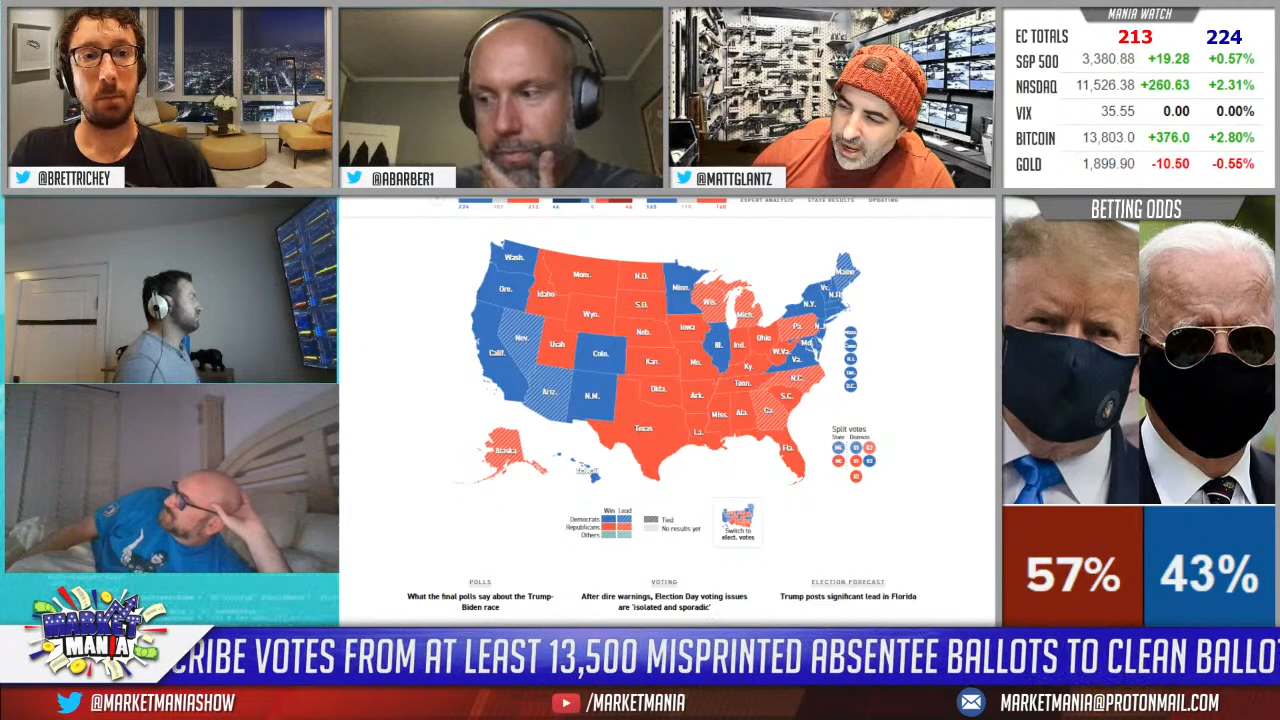 @BRETTRICHEY
@ABARBER1
@MATTGLANTZ
MANIA WATCH
EC TOTALS 213 224
S&P 500 3,380.88 +19.28 +0.57%
NASDAQ 11,526.38 +260.63 +2.31%
VIX 35.55 0.00 0.00%
BITCOIN 13,803.0 +376.0 +2.80%
GOLD 1,899.90 -10.50 -0.55%
BETTING ODDS
57% 43%
EXPERT ANALYSIS STATE RESULTS UPDATING
Wash.
Ore.
Calif.
Nev.
Idaho
Utah
Ariz.
Mont.
Wyo.
Colo.
N.M.
N.D.
S.D.
Neb.
Kan.
Okla.
Texas
Minn.
Iowa
Mo.
Ark.
La.
Wis.
Ill.
Mich.
Ind.
Ohio
Ky.
Tenn.
Miss.
Ala.
Ga.
Fla.
S.C.
N.C.
Va.
W.Va.
Md.
Pa.
N.J.
N.Y.
Vt.
N.H.
Maine
Alaska
D.C.
Split votes
State Districts
Win Lead
Democrats
Republicans
Others
Tied
No results yet
Switch to
elect. votes
POLLS
What the final polls say about the Trump-
Biden race
VOTING
After dire warnings, Election Day voting issues
are 'isolated and sporadic'
ELECTION FORECAST
Trump posts significant lead in Florida
MARKET
MANIA
CRIBE VOTES FROM AT LEAST 13,500 MISPRINTED ABSENTEE BALLOTS TO CLEAN BALLO
@MARKETMANIASHOW
/MARKETMANIA
MARKETMANIA@PROTONMAIL.COM